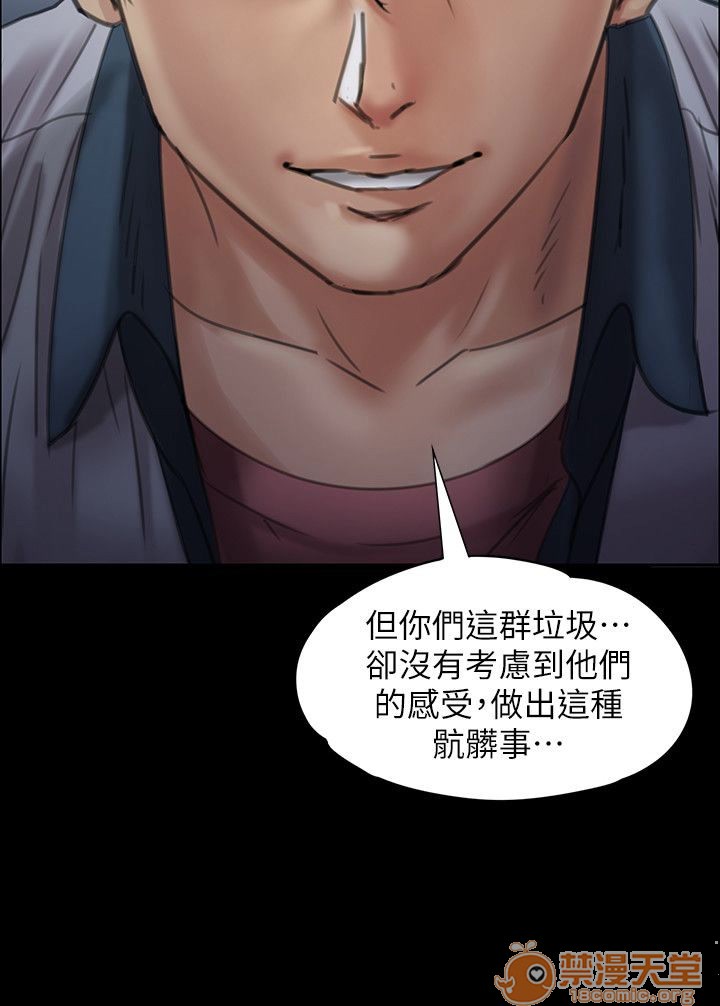 但你們這群垃圾⋯
卻沒有考慮到他們
的感受，做出這種
骯髒事⋯
禁漫天堂
18comic.org